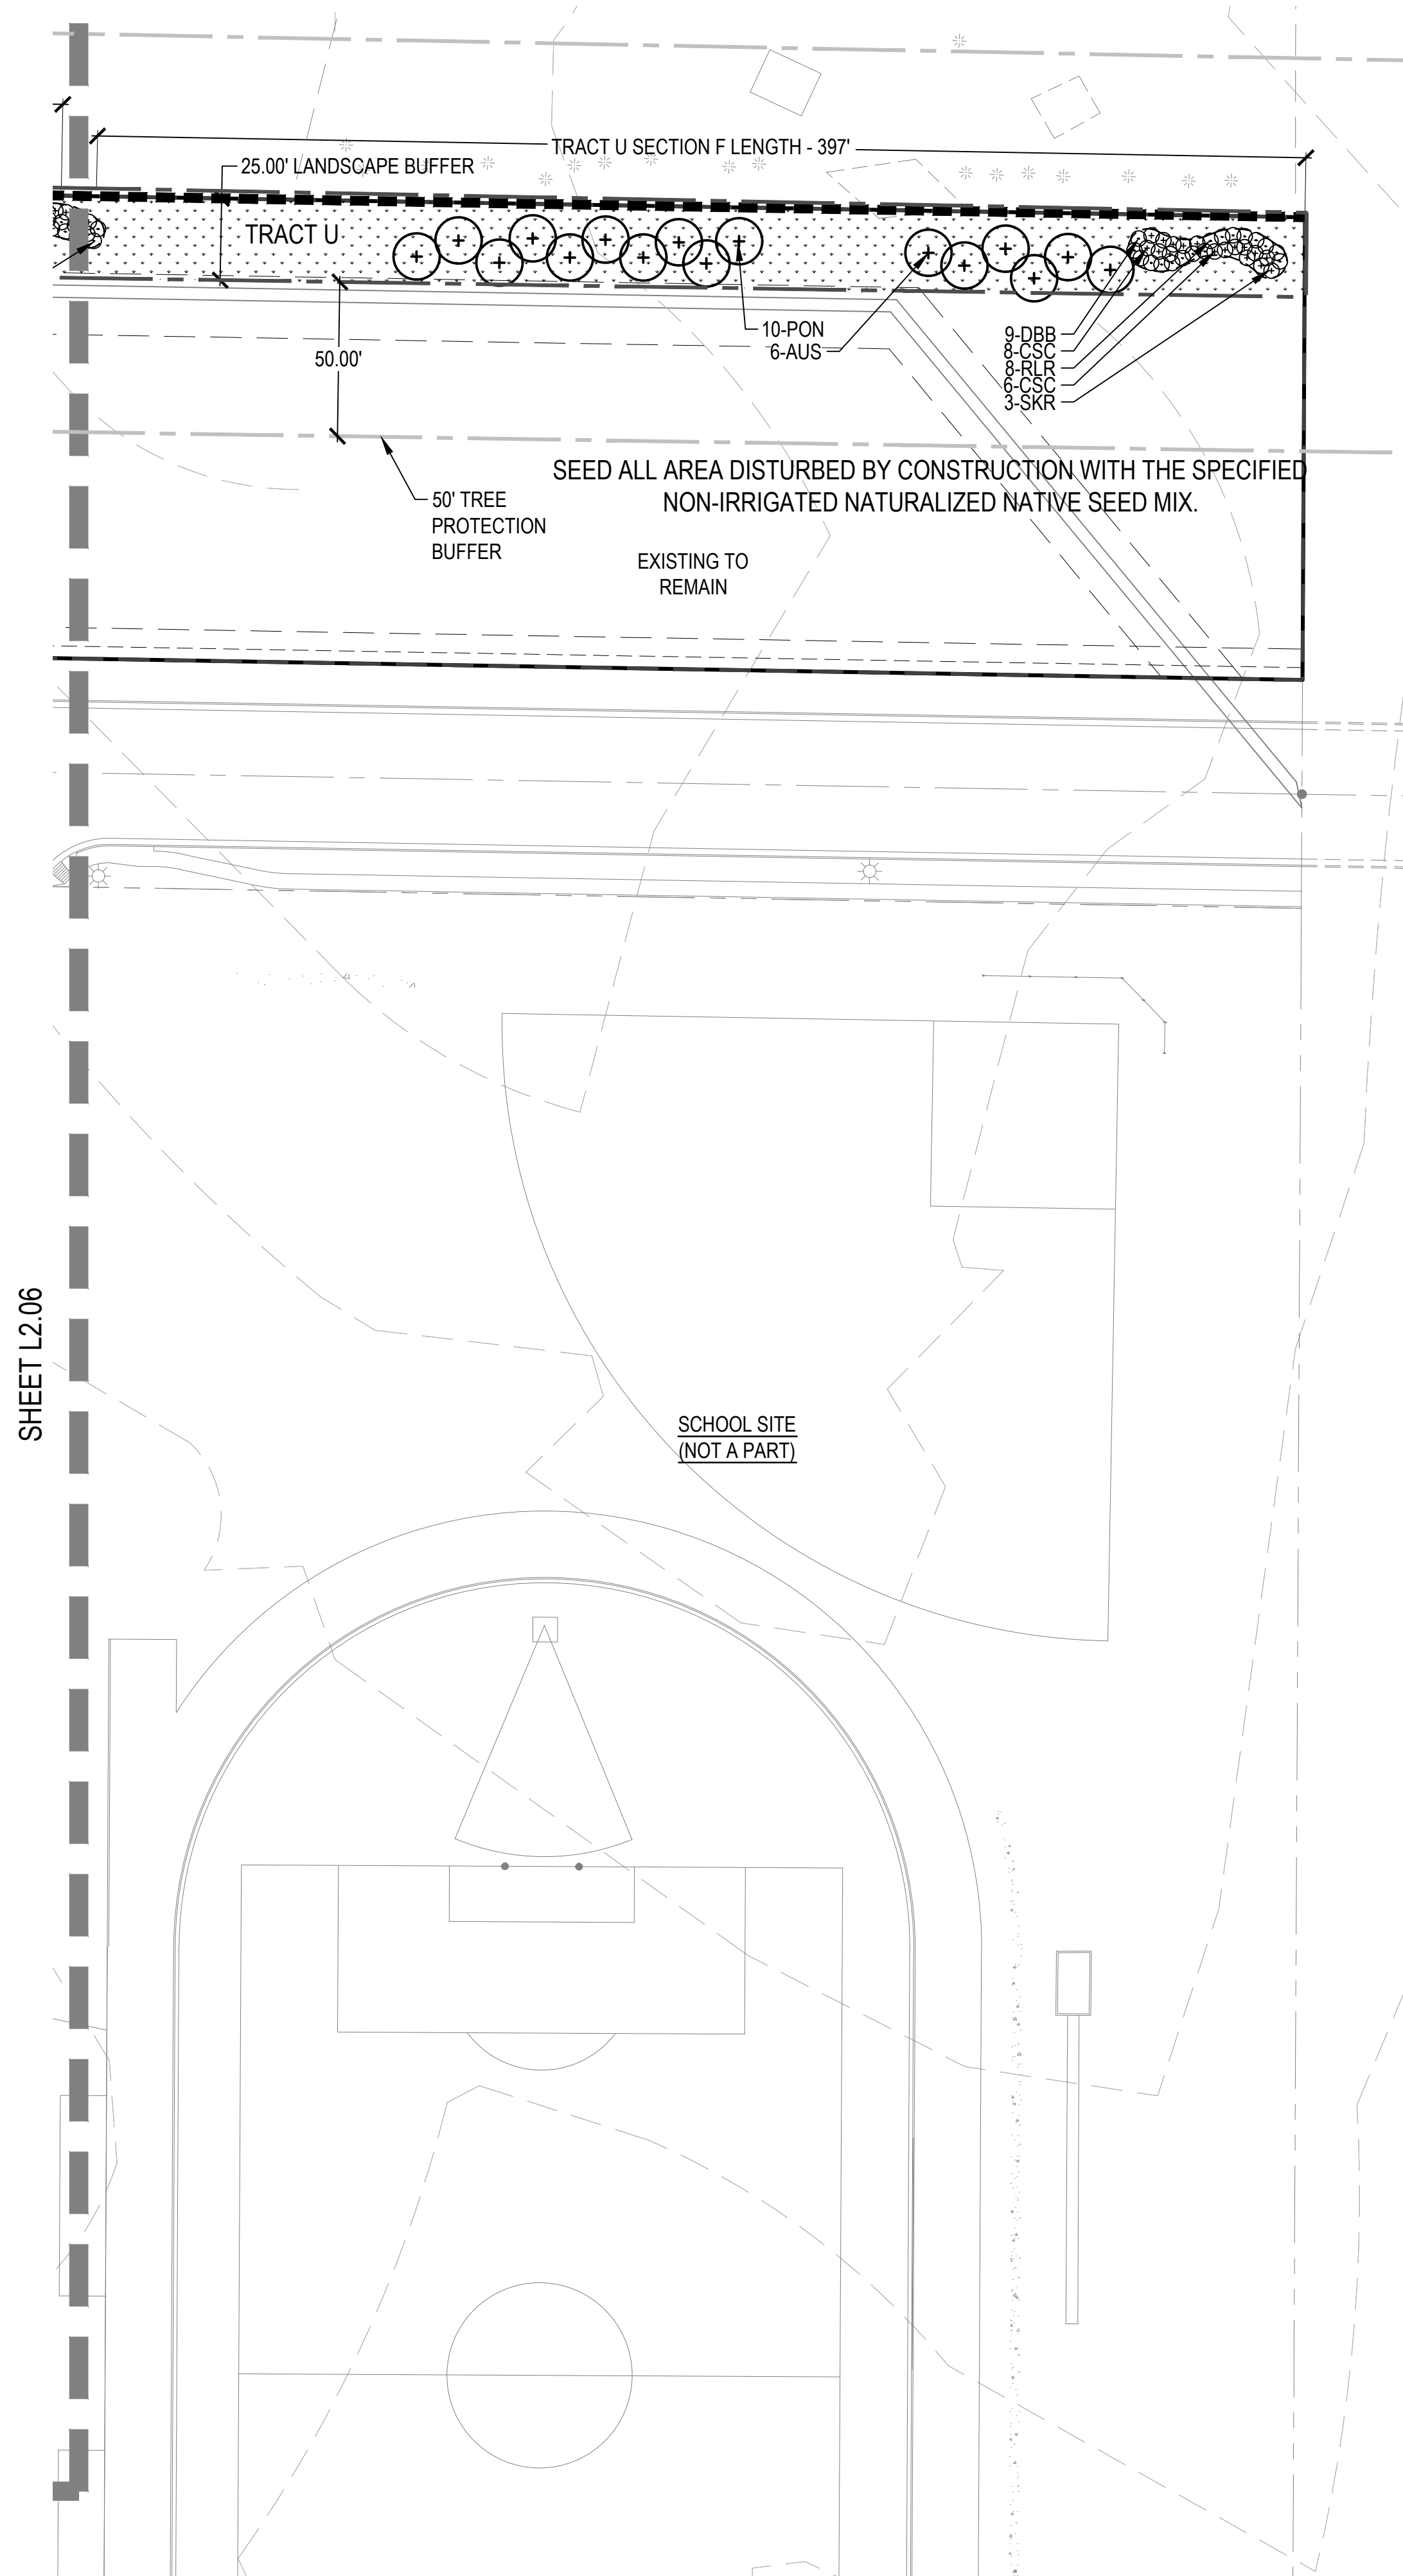 TRACT U SECTION F LENGTH - 397'
25.00' LANDSCAPE BUFFER
TRACT U
10-PON
6-AUS
9-DBB
8-CSC
8-RLR
6-CSC
3-SKR
50.00'
SEED ALL AREA DISTURBED BY CONSTRUCTION WITH THE SPECIFIED
NON-IRRIGATED NATURALIZED NATIVE SEED MIX.
50' TREE
PROTECTION
BUFFER
EXISTING TO
REMAIN
SHEET L2.06
SCHOOL SITE
(NOT A PART)